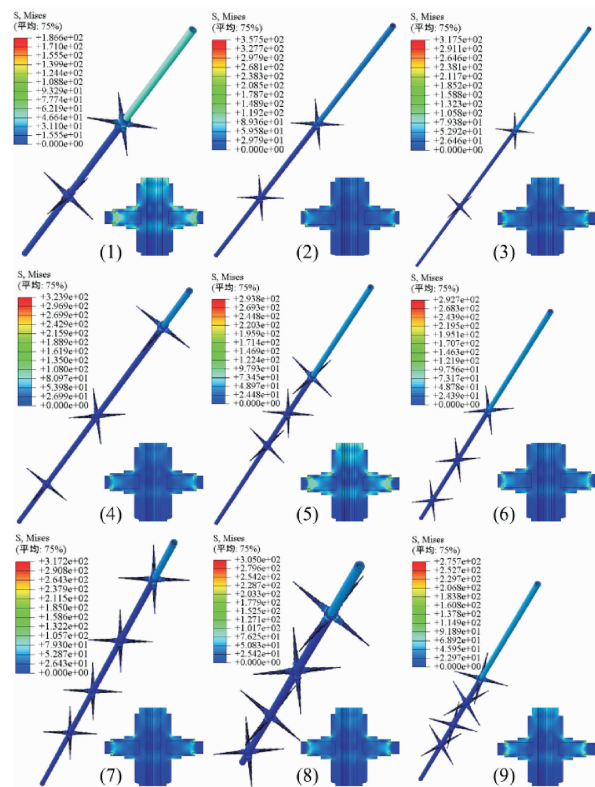 S, Mises
(平均: 75%)
+1.866e+02
+1.710e+02
+1.555e+02
+1.399e+02
+1.244e+02
+1.088e+02
+9.329e+01
+7.774e+01
+6.219e+01
+4.664e+01
+3.110e+01
+1.555e+01
+0.000e+00
(1)
S, Mises
(平均: 75%)
+3.575e+02
+3.277e+02
+2.979e+02
+2.681e+02
+2.383e+02
+2.085e+02
+1.787e+02
+1.489e+02
+1.192e+02
+8.936e+01
+5.958e+01
+2.979e+01
+0.000e+00
(2)
S, Mises
(平均: 75%)
+3.175e+02
+2.911e+02
+2.646e+02
+2.381e+02
+2.117e+02
+1.852e+02
+1.588e+02
+1.323e+02
+1.058e+02
+7.938e+01
+5.292e+01
+2.646e+01
+0.000e+00
(3)
S, Mises
(平均: 75%)
+3.239e+02
+2.969e+02
+2.699e+02
+2.429e+02
+2.159e+02
+1.889e+02
+1.619e+02
+1.350e+02
+1.080e+02
+8.097e+01
+5.398e+01
+2.699e+01
+0.000e+00
(4)
S, Mises
(平均: 75%)
+2.938e+02
+2.693e+02
+2.448e+02
+2.203e+02
+1.959e+02
+1.714e+02
+1.469e+02
+1.224e+02
+9.793e+01
+7.345e+01
+4.897e+01
+2.448e+01
+0.000e+00
(5)
S, Mises
(平均: 75%)
+2.927e+02
+2.683e+02
+2.439e+02
+2.195e+02
+1.951e+02
+1.707e+02
+1.463e+02
+1.219e+02
+9.756e+01
+7.317e+01
+4.878e+01
+2.439e+01
+0.000e+00
(6)
S, Mises
(平均: 75%)
+3.172e+02
+2.908e+02
+2.643e+02
+2.379e+02
+2.115e+02
+1.850e+02
+1.586e+02
+1.322e+02
+1.057e+02
+7.930e+01
+5.287e+01
+2.643e+01
+0.000e+00
(7)
S, Mises
(平均: 75%)
+3.050e+02
+2.796e+02
+2.542e+02
+2.287e+02
+2.033e+02
+1.779e+02
+1.525e+02
+1.271e+02
+1.017e+02
+7.625e+01
+5.083e+01
+2.542e+01
+0.000e+00
(8)
S, Mises
(平均: 75%)
+2.757e+02
+2.527e+02
+2.297e+02
+2.068e+02
+1.838e+02
+1.608e+02
+1.378e+02
+1.149e+02
+9.189e+01
+6.892e+01
+4.595e+01
+2.297e+01
+0.000e+00
(9)